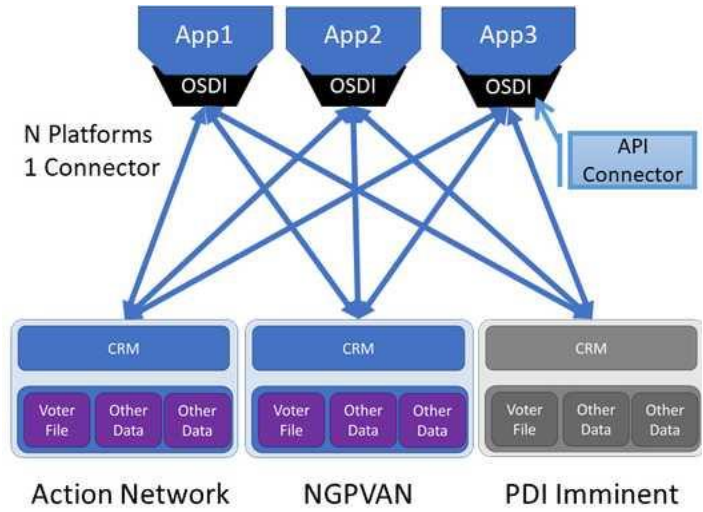 App1
App2
App3
OSDI
OSDI
OSDI
N Platforms
1 Connector
API
Connector
CRM
CRM
CRM
Voter
File
Other
Data
Other
Data
Voter
File
Other
Data
Other
Data
Voter
File
Other
Data
Other
Data
Action Network
NGPVAN
PDI Imminent